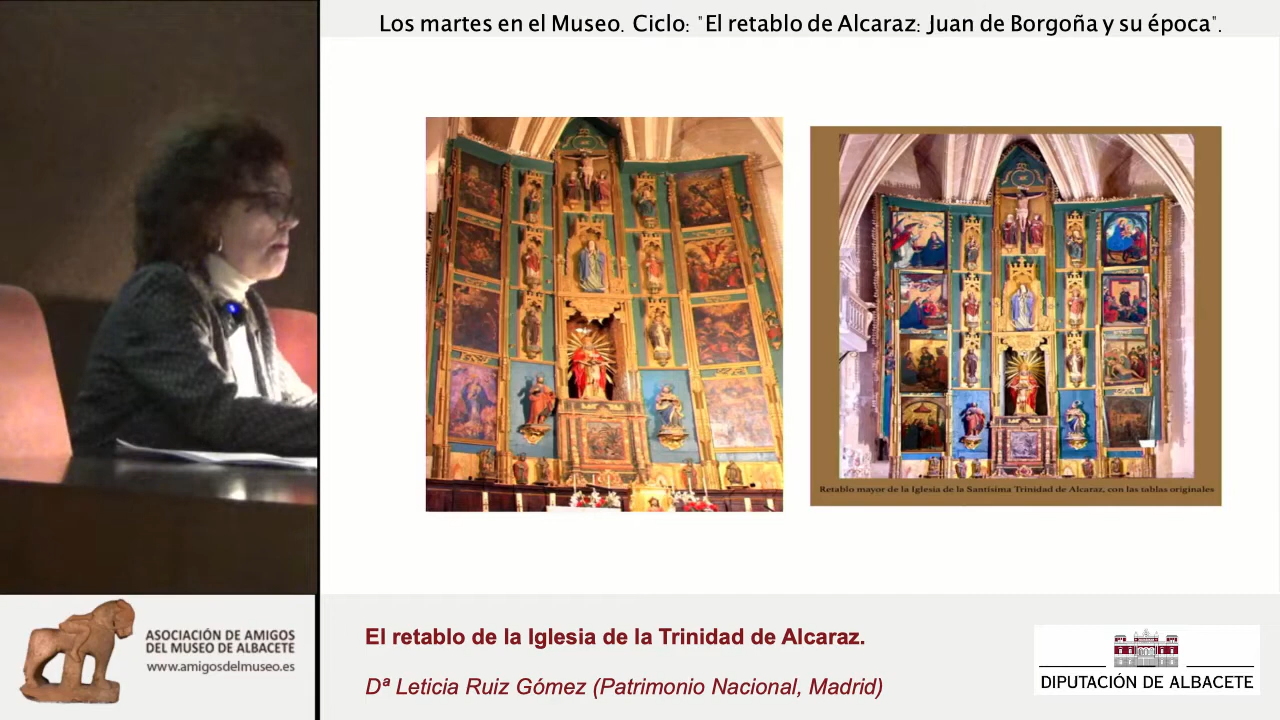 Los martes en el Museo. Ciclo: "El retablo de Alcaraz: Juan de Borgoña y su época".
Retablo mayor de la Iglesia de la Santísima Trinidad de Alcaraz, con las tablas originales
ASOCIACIÓN DE AMIGOS
DEL MUSEO DE ALBACETE
www.amigosdelmuseo.es
El retablo de la Iglesia de la Trinidad de Alcaraz.
Dª Leticia Ruiz Gómez (Patrimonio Nacional, Madrid)
DIPUTACIÓN DE ALBACETE